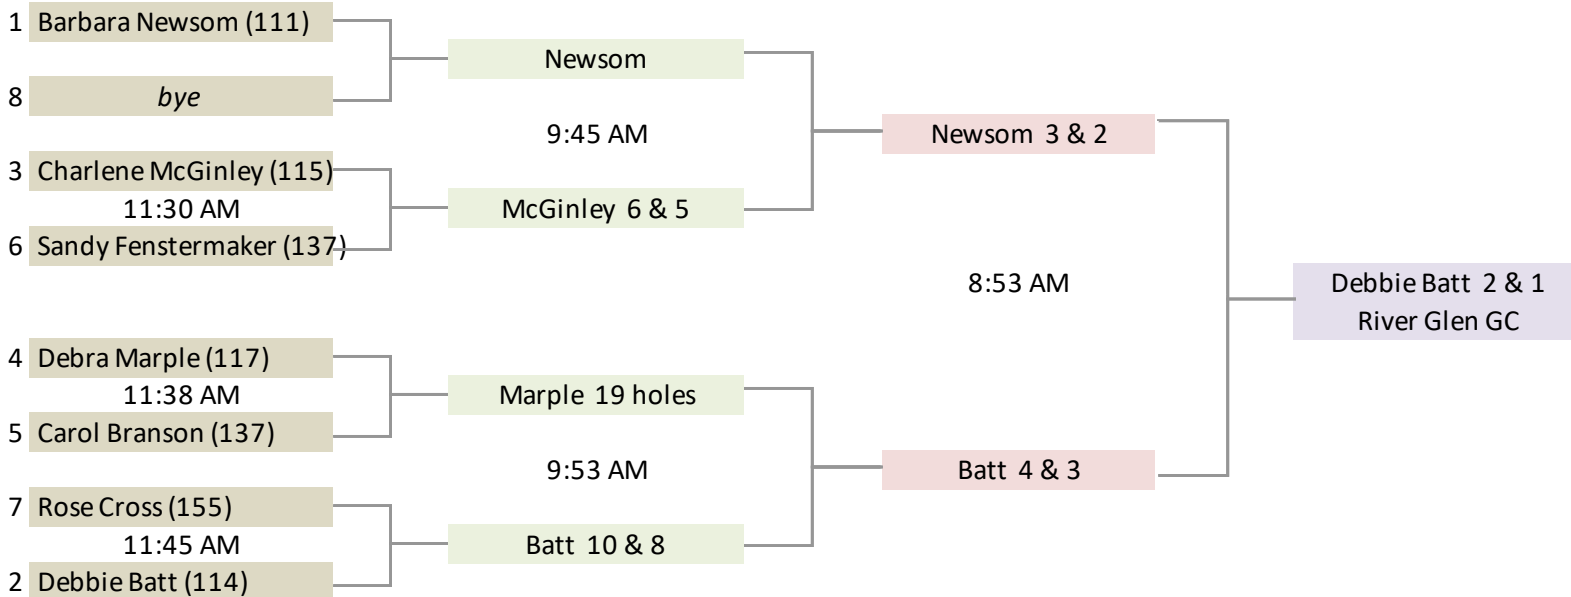 1 Barbara Newsom (111)
8 bye
3 Charlene McGinley (115)
11:30 AM
6 Sandy Fenstermaker (137)
4 Debra Marple (117)
11:38 AM
5 Carol Branson (137)
7 Rose Cross (155)
11:45 AM
2 Debbie Batt (114)
Newsom
9:45 AM
McGinley 6 & 5
Marple 19 holes
9:53 AM
Batt 10 & 8
Newsom 3 & 2
8:53 AM
Batt 4 & 3
Debbie Batt 2 & 1
River Glen GC